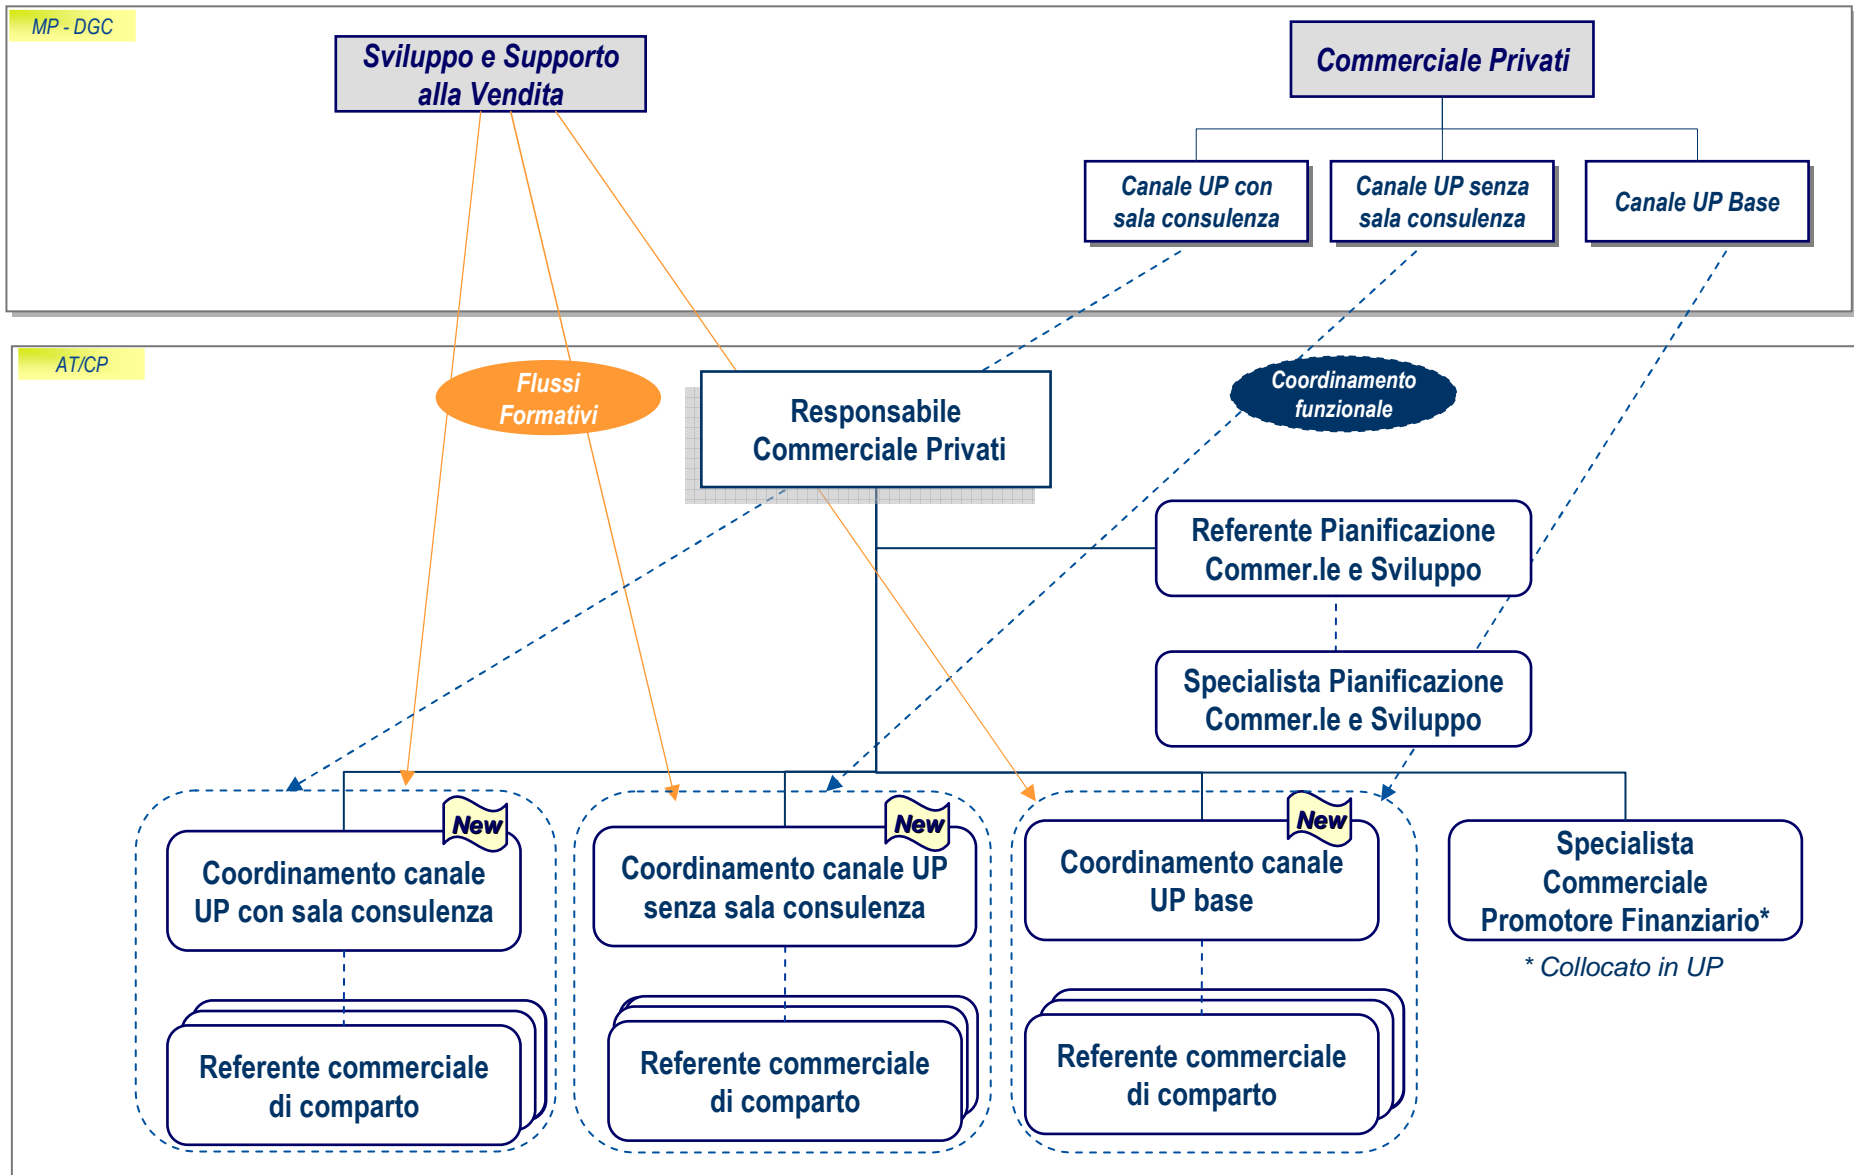 MP - DGC
Sviluppo e Supporto
alla Vendita
Commerciale Privati
Canale UP con
sala consulenza
Canale UP senza
sala consulenza
Canale UP Base
AT/CP
Flussi
Formativi
Responsabile
Commerciale Privati
Coordinamento
funzionale
Referente Pianificazione
Commer.le e Sviluppo
Specialista Pianificazione
Commer.le e Sviluppo
New
Coordinamento canale
UP con sala consulenza
New
Coordinamento canale UP
senza sala consulenza
New
Coordinamento canale
UP base
Specialista
Commerciale
Promotore Finanziario*
* Collocato in UP
Referente commerciale
di comparto
Referente commerciale
di comparto
Referente commerciale
di comparto